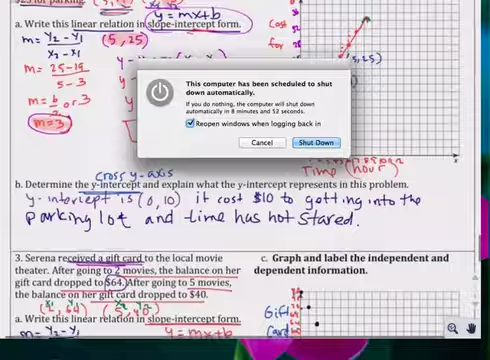 $25 for parking.
a. Write this linear relation in slope-intercept form. y = mx+b
m= Y2 - Y1 (5,25)
X2 - X1
m= 25-19
5 - 3
m= 6 or 3
2
m=3
Cost
for
This computer has been scheduled to shut
down automatically.
If you do nothing, the computer will shut down
automatically in 8 minutes and 52 seconds.
Reopen windows when logging back in
Cancel Shut Down
Time (hour)
cross y-axis
b. Determine the y-intercept and explain what the y-intercept represents in this problem.
y-intercept is (0,10) it cost $10 to getting into the
parking lot and time has not stared.
3. Serena received a gift card to the local movie
theater. After going to 2 movies, the balance on her
gift card dropped to $64. After going to 5 movies,
the balance on her gift card dropped to $40.
(2, 64) (5, 40)
a. Write this linear relation in slope-intercept form.
m= Y2 - Y1 y = mx+b
c. Graph and label the independent and
dependent information.
Gift
Card